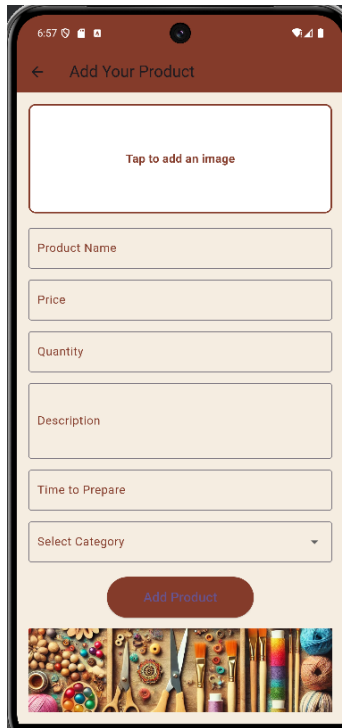 6:57
Add Your Product
Tap to add an image
Product Name
Price
Quantity
Description
Time to Prepare
Select Category
Add Product